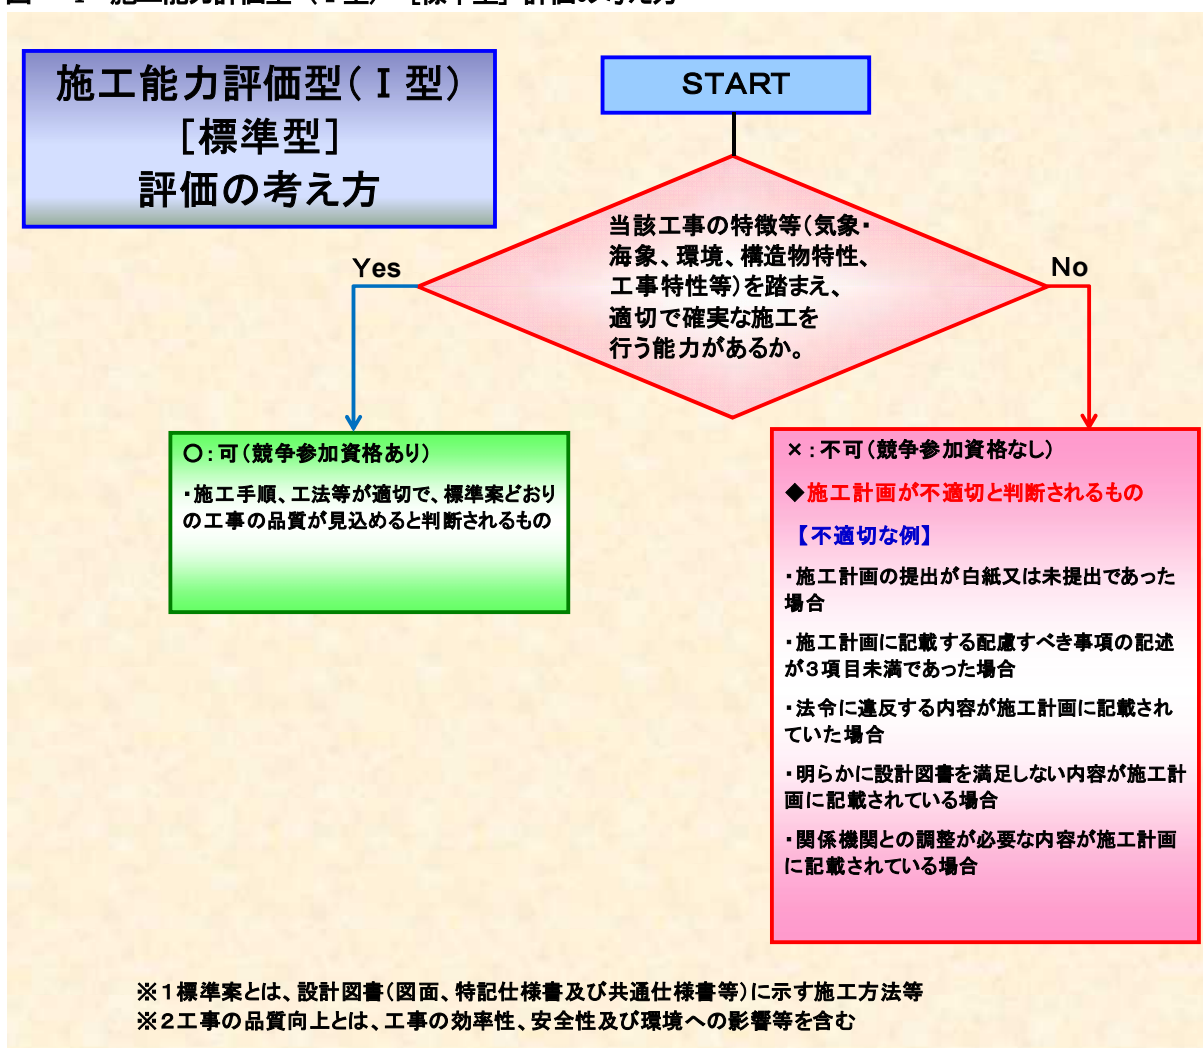 施工能力評価型(Ⅰ型)
[標準型]
評価の考え方
START
当該工事の特徴等(気象・
海象、環境、構造物特性、
工事特性等)を踏まえ、
適切で確実な施工を
行う能力があるか。
Yes
No
○:可(競争参加資格あり)
・施工手順、工法等が適切で、標準案どおり
の工事の品質が見込めると判断されるもの
×:不可(競争参加資格なし)
◆施工計画が不適切と判断されるもの
【不適切な例】
・施工計画の提出が白紙又は未提出であった
場合
・施工計画に記載する配慮すべき事項の記述
が3項目未満であった場合
・法令に違反する内容が施工計画に記載され
ていた場合
・明らかに設計図書を満足しない内容が施工計
画に記載されている場合
・関係機関との調整が必要な内容が施工計画
に記載されている場合
※1標準案とは、設計図書(図面、特記仕様書及び共通仕様書等)に示す施工方法等
※2工事の品質向上とは、工事の効率性、安全性及び環境への影響等を含む